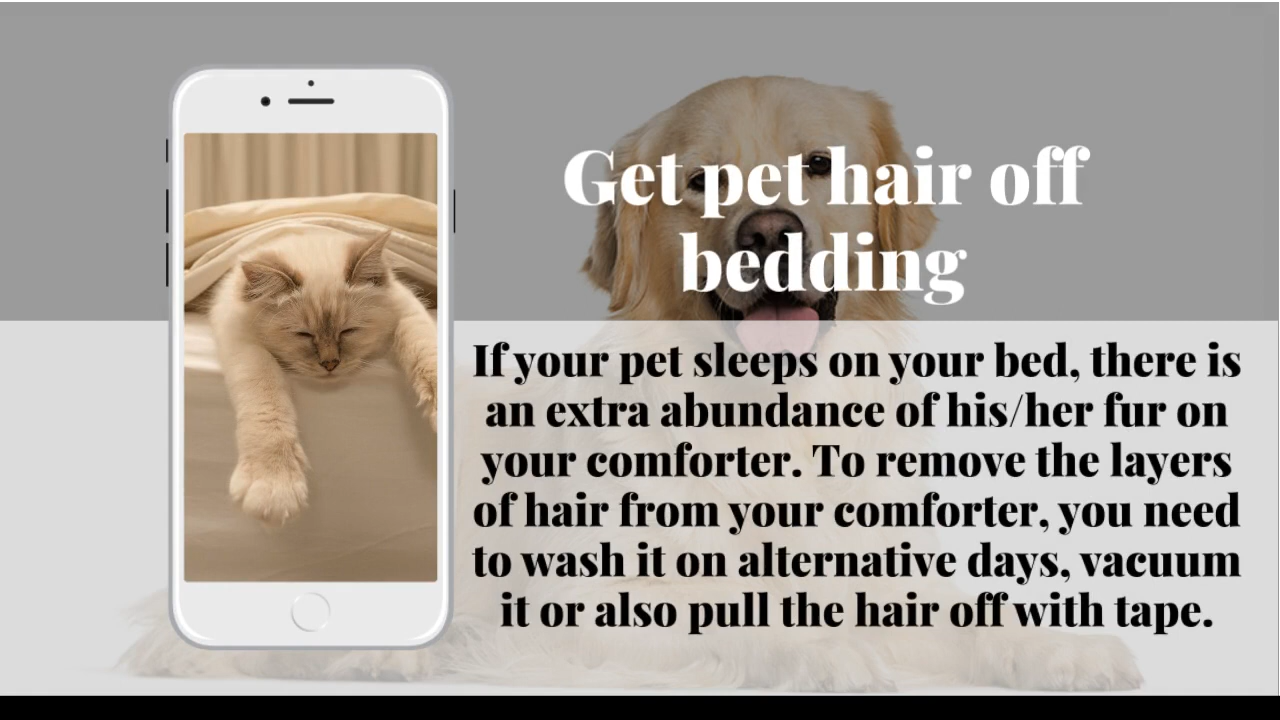 Get pet hair off
bedding
If your pet sleeps on your bed, there is
an extra abundance of his/her fur on
your comforter. To remove the layers
of hair from your comforter, you need
to wash it on alternative days, vacuum
it or also pull the hair off with tape.